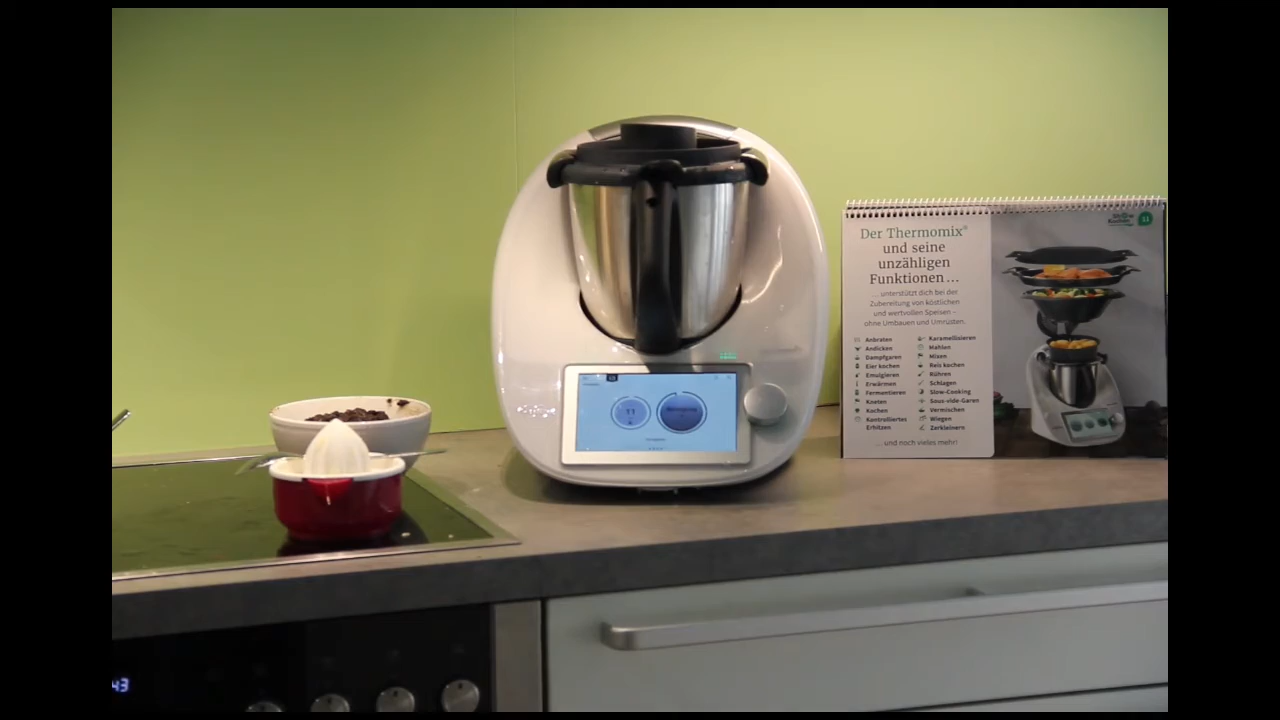 Der Thermomix®
und seine
unzähligen
Funktionen ...
... unterstützt dich bei der
Zubereitung von köstlichen
und wertvollen Speisen –
ohne Umbauen und Umrüsten.
Anbraten
Andicken
Dampfgaren
Eier kochen
Emulgieren
Erwärmen
Fermentieren
Kneten
Kochen
Kontrolliertes
Erhitzen
Karamellisieren
Mahlen
Mixen
Reis kochen
Rühren
Schlagen
Slow-Cooking
Sous-vide-Garen
Vermischen
Wiegen
Zerkleinern
... und noch vieles mehr!
11
11
43